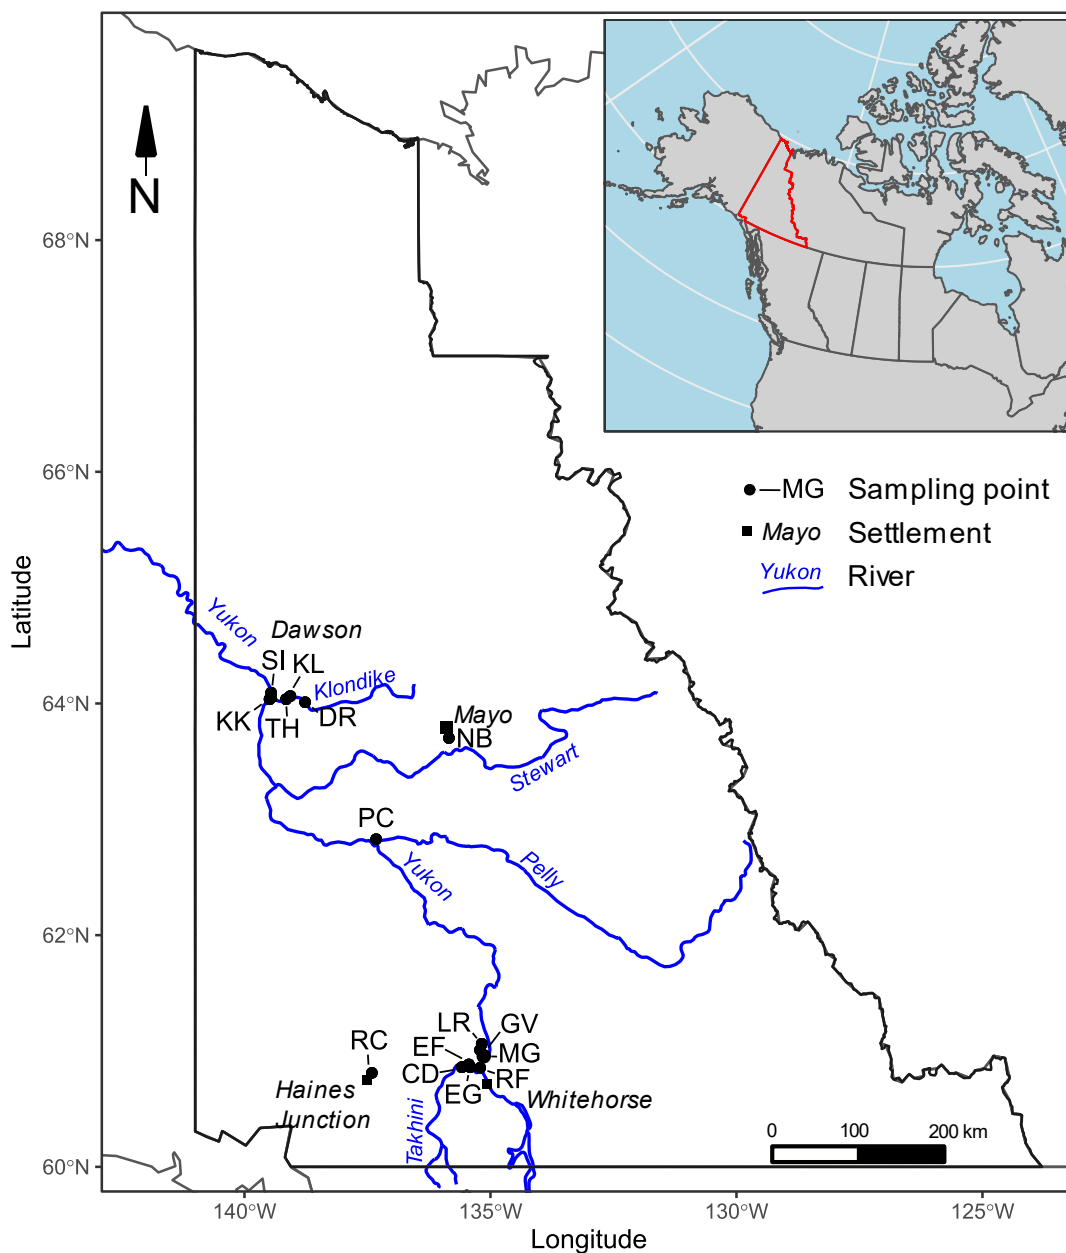 N
68°N
66°N
64°N
62°N
60°N
Latitude
MG Sampling point
Mayo Settlement
Yukon River
Yukon
Dawson
SI KL
Klondike
KK TH DR
Mayo
NB
Stewart
PC
Yukon
Pelly
LR GV
RC EF MG
CD EG RF
Haines
Junction
Whitehorse
Takhini
0 100 200 km
140°W 135°W 130°W 125°W
Longitude